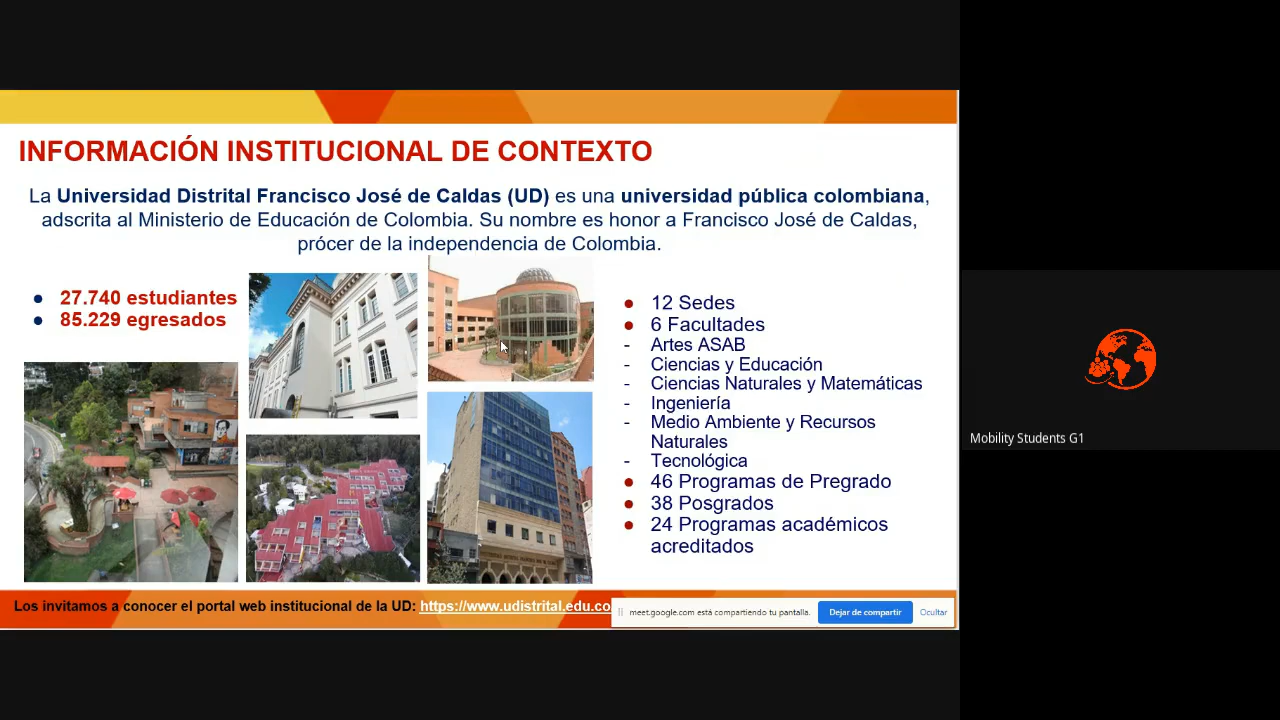 INFORMACIÓN INSTITUCIONAL DE CONTEXTO
La Universidad Distrital Francisco José de Caldas (UD) es una universidad pública colombiana,
adscrita al Ministerio de Educación de Colombia. Su nombre es honor a Francisco José de Caldas,
prócer de la independencia de Colombia.
● 27.740 estudiantes
● 85.229 egresados
● 12 Sedes
● 6 Facultades
- Artes ASAB
- Ciencias y Educación
- Ciencias Naturales y Matemáticas
- Ingeniería
- Medio Ambiente y Recursos
Naturales
- Tecnológica
● 46 Programas de Pregrado
● 38 Posgrados
● 24 Programas académicos
acreditados
Los invitamos a conocer el portal web institucional de la UD: https://www.udistrital.edu.co
meet.google.com está compartiendo tu pantalla.
Dejar de compartir
Ocultar
Mobility Students G1